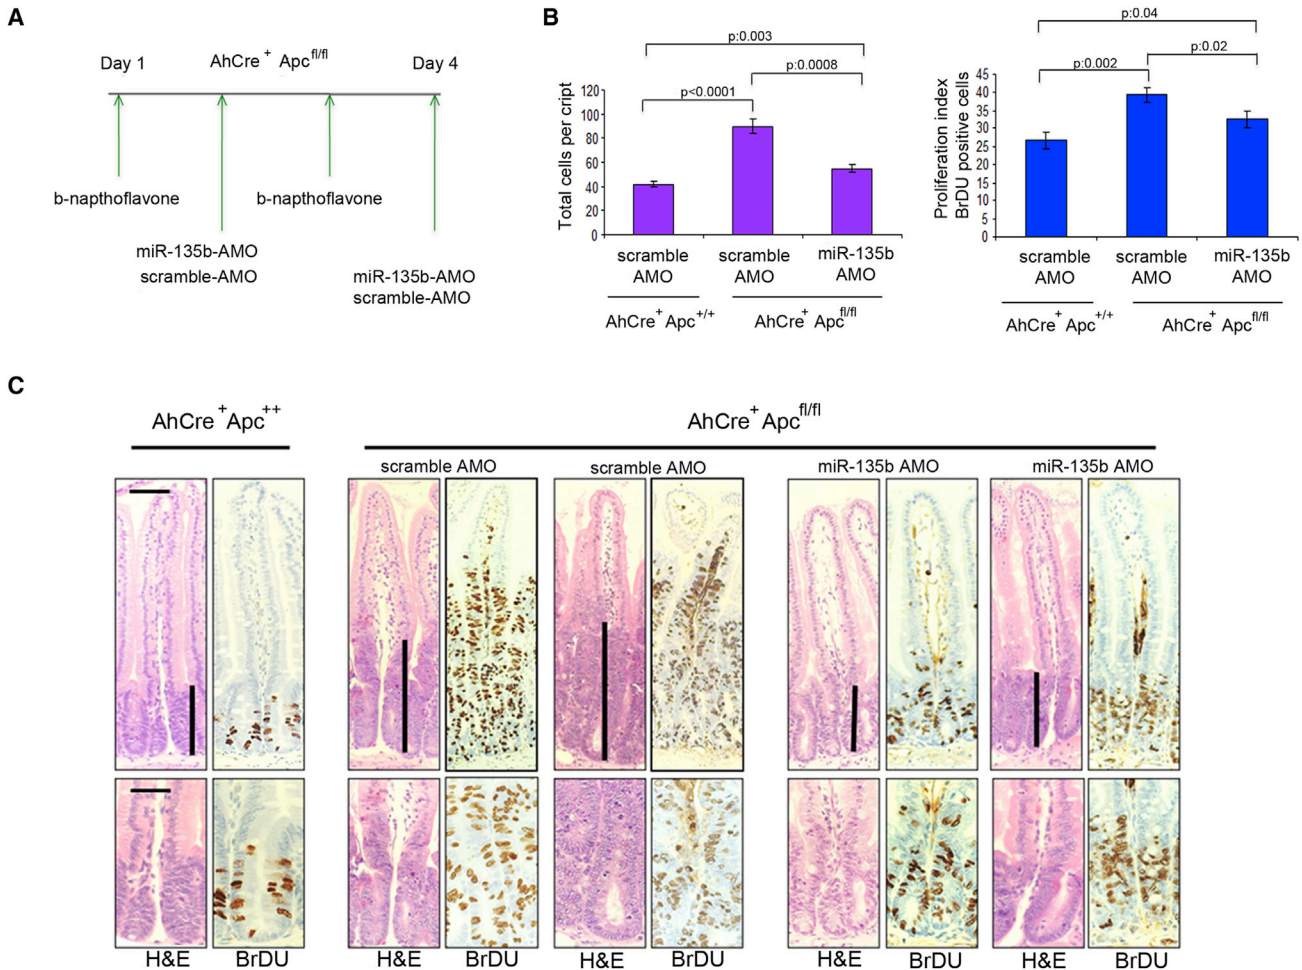 A
Day 1
AhCre+ Apc fl/fl
Day 4
b-napthoflavone
b-napthoflavone
miR-135b-AMO
scramble-AMO
miR-135b-AMO
scramble-AMO
B
p:0.003
p:0.0008
p<0.0001
Total cells per cript
120
100
80
60
40
20
0
scramble AMO
scramble AMO
miR-135b AMO
AhCre+ Apc+/+
AhCre+ Apc fl/fl
p:0.04
p:0.02
p:0.002
Proliferation index
BrDU positive cells
45
40
35
30
25
20
15
10
5
0
scramble AMO
scramble AMO
miR-135b AMO
AhCre+ Apc+/+
AhCre+ Apc fl/fl
C
AhCre+Apc++
AhCre+ Apc fl/fl
scramble AMO
scramble AMO
miR-135b AMO
miR-135b AMO
H&E
BrDU
H&E
BrDU
H&E
BrDU
H&E
BrDU
H&E
BrDU